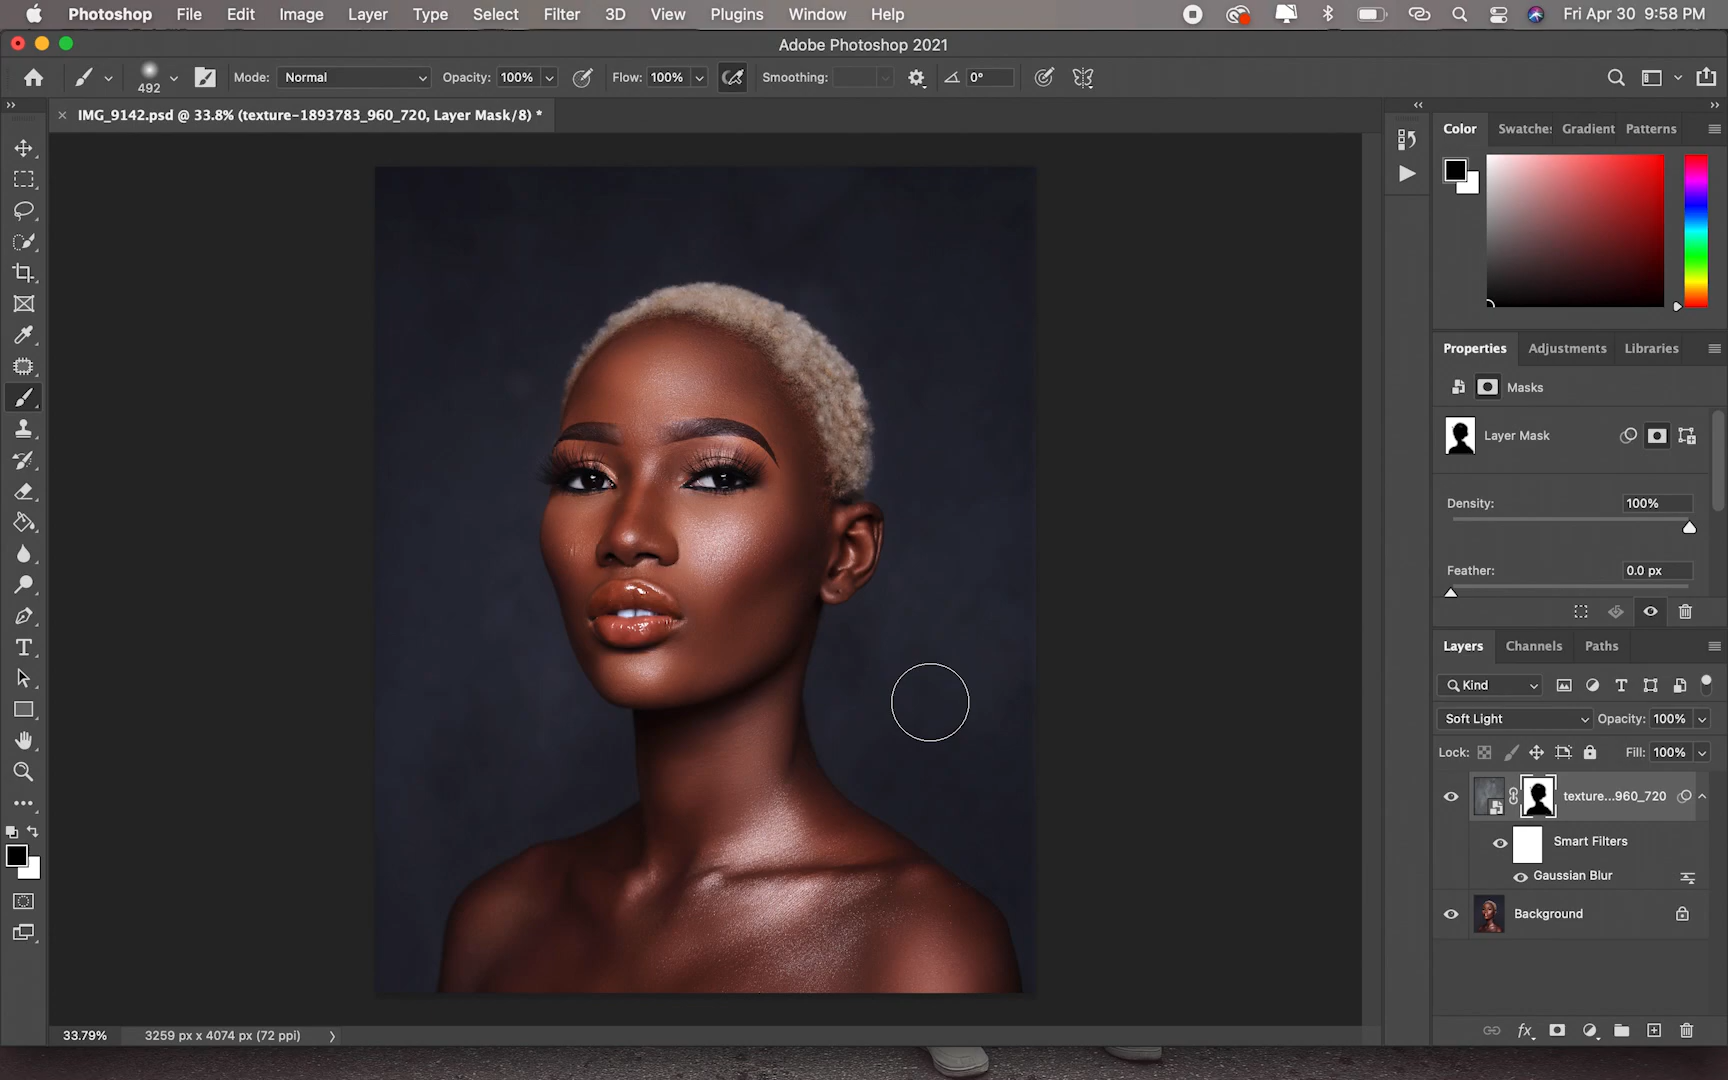 Photoshop File Edit Image Layer Type Select Filter 3D View Plugins Window Help Fri Apr 30 9:58 PM
Adobe Photoshop 2021
492 Mode: Normal Opacity: 100% Flow: 100% Smoothing: 0°
× IMG_9142.psd @ 33.8% (texture-1893783_960_720, Layer Mask/8) *
Color Swatche: Gradient Patterns
Properties Adjustments Libraries
Masks
Layer Mask
Density: 100%
Feather: 0.0 px
Layers Channels Paths
Kind
Soft Light Opacity: 100%
Lock: Fill: 100%
texture...960_720
Smart Filters
Gaussian Blur
Background
fx
33.79% 3259 px x 4074 px (72 ppi)